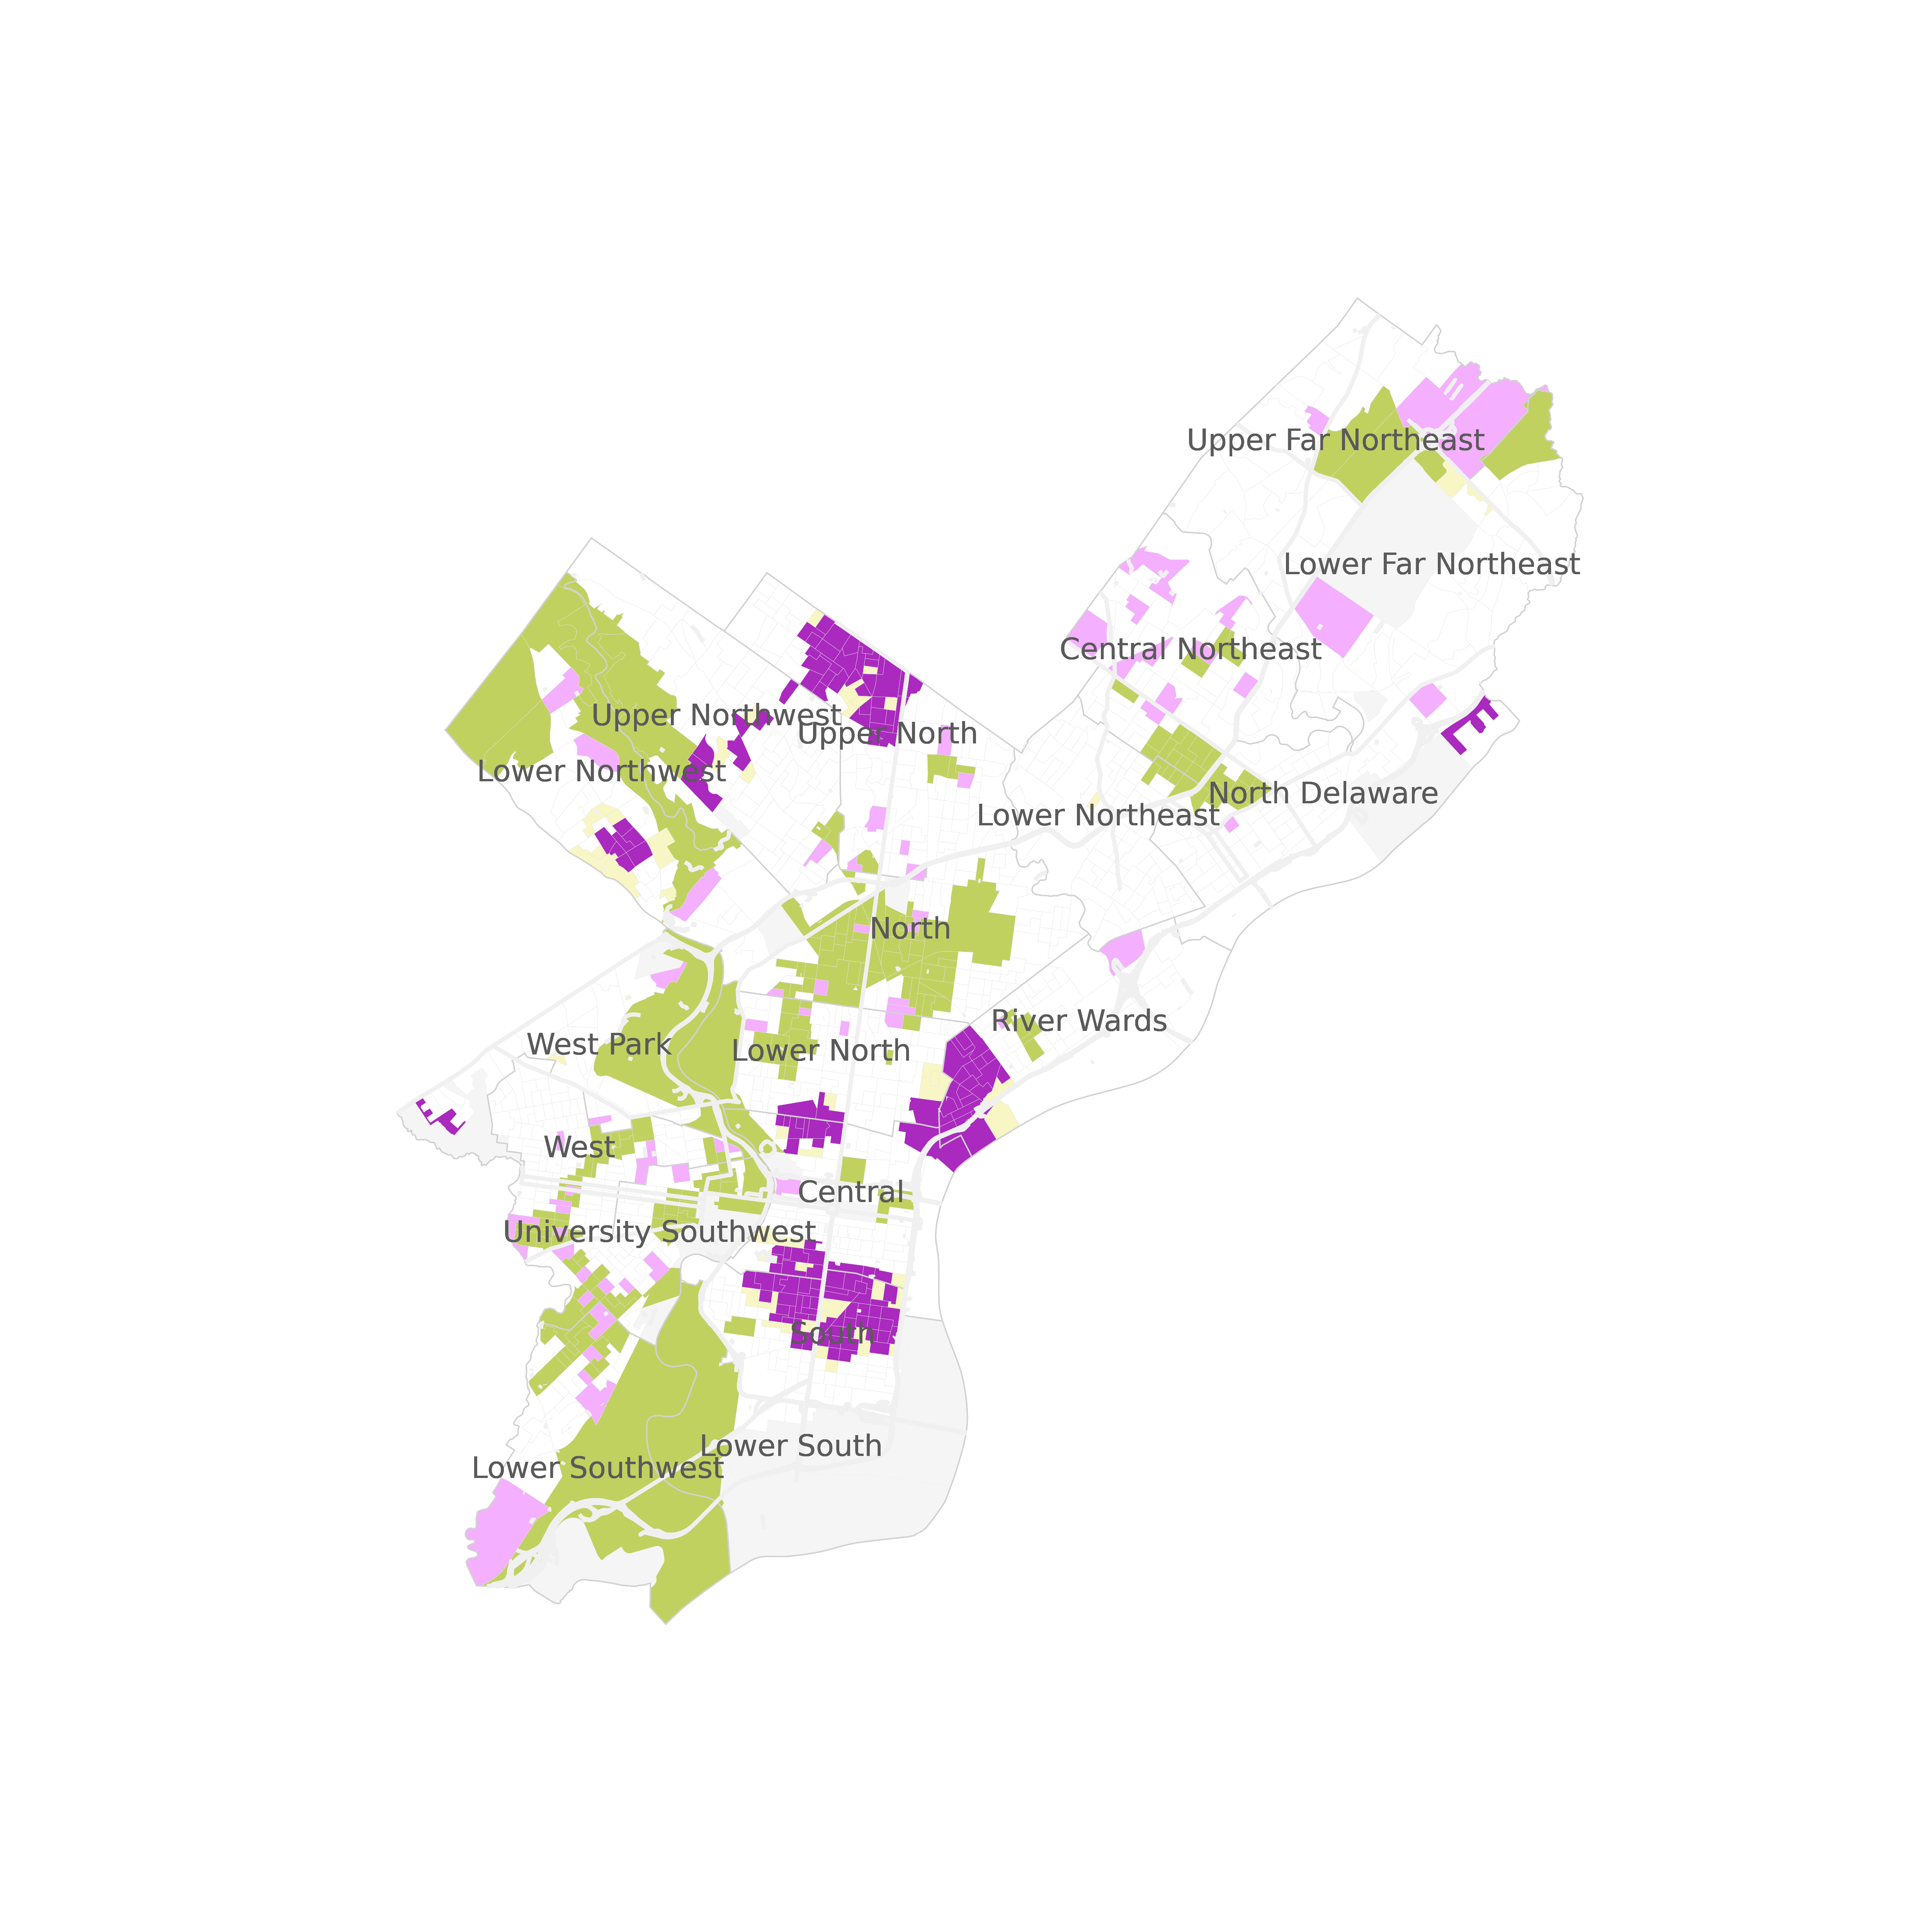 Upper Far Northeast
Lower Far Northeast
Central Northeast
Upper Northwest
Upper North
Lower Northwest
North Delaware
Lower Northeast
North
River Wards
West Park
Lower North
West
Central
University Southwest
South
Lower South
Lower Southwest